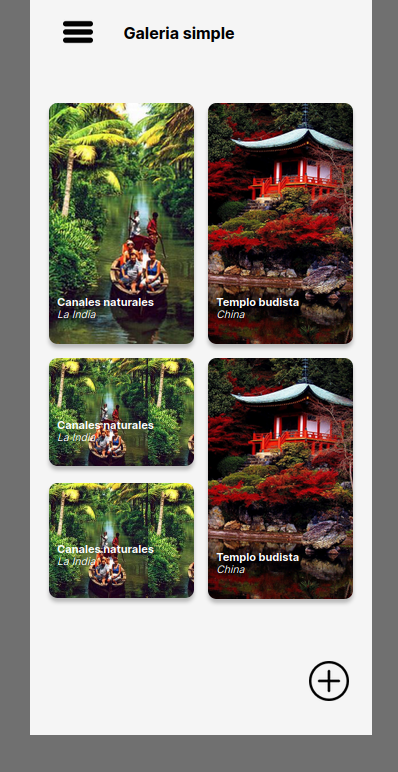 Galeria simple
Canales naturales
La India
Templo budista
China
Canales naturales
La India
Canales naturales
La India
Templo budista
China